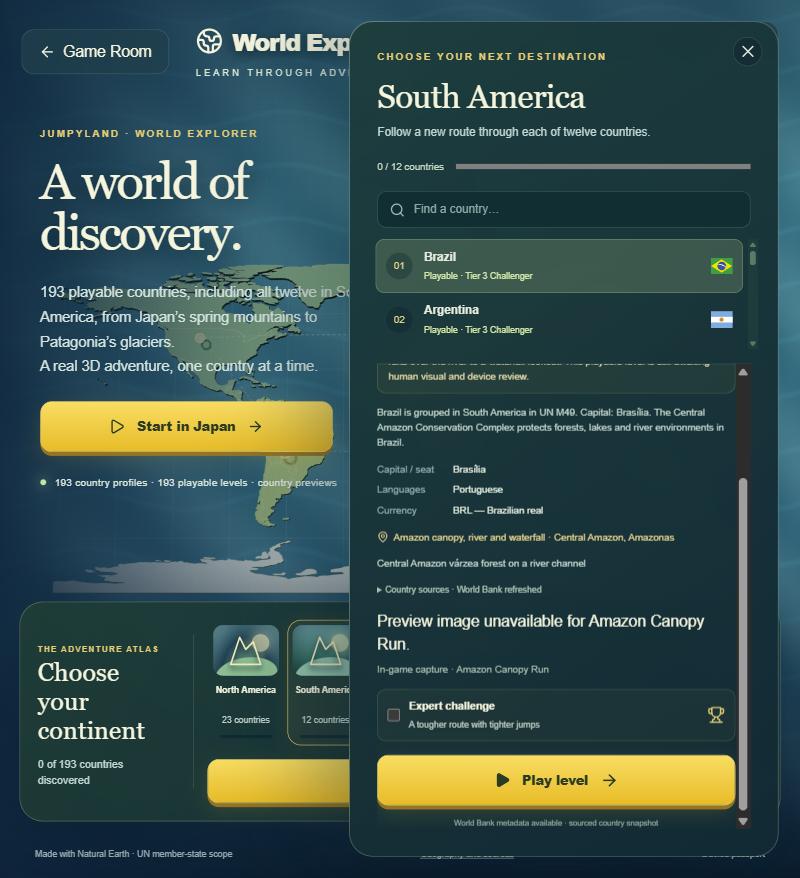 Game Room
World Exp
LEARN THROUGH ADV
JUMPYLAND · WORLD EXPLORER
A world of
discovery.
193 playable countries, including all twelve in So
America, from Japan's spring mountains to
Patagonia's glaciers.
A real 3D adventure, one country at a time.
Start in Japan
193 country profiles · 193 playable levels · country previews
THE ADVENTURE ATLAS
Choose
your
continent
0 of 193 countries
discovered
North America
23 countries
South Americ
12 countries
Made with Natural Earth · UN member-state scope
CHOOSE YOUR NEXT DESTINATION
South America
Follow a new route through each of twelve countries.
0 / 12 countries
Find a country...
01
Brazil
Playable · Tier 3 Challenger
02
Argentina
Playable · Tier 3 Challenger
human visual and device review.
Brazil is grouped in South America in UN M49. Capital: Brasília. The Central
Amazon Conservation Complex protects forests, lakes and river environments in
Brazil.
Capital / seat Brasília
Languages Portuguese
Currency BRL — Brazilian real
Amazon canopy, river and waterfall · Central Amazon, Amazonas
Central Amazon várzea forest on a river channel
Country sources · World Bank refreshed
Preview image unavailable for Amazon Canopy
Run.
In-game capture · Amazon Canopy Run
Expert challenge
A tougher route with tighter jumps
Play level
World Bank metadata available · sourced country snapshot